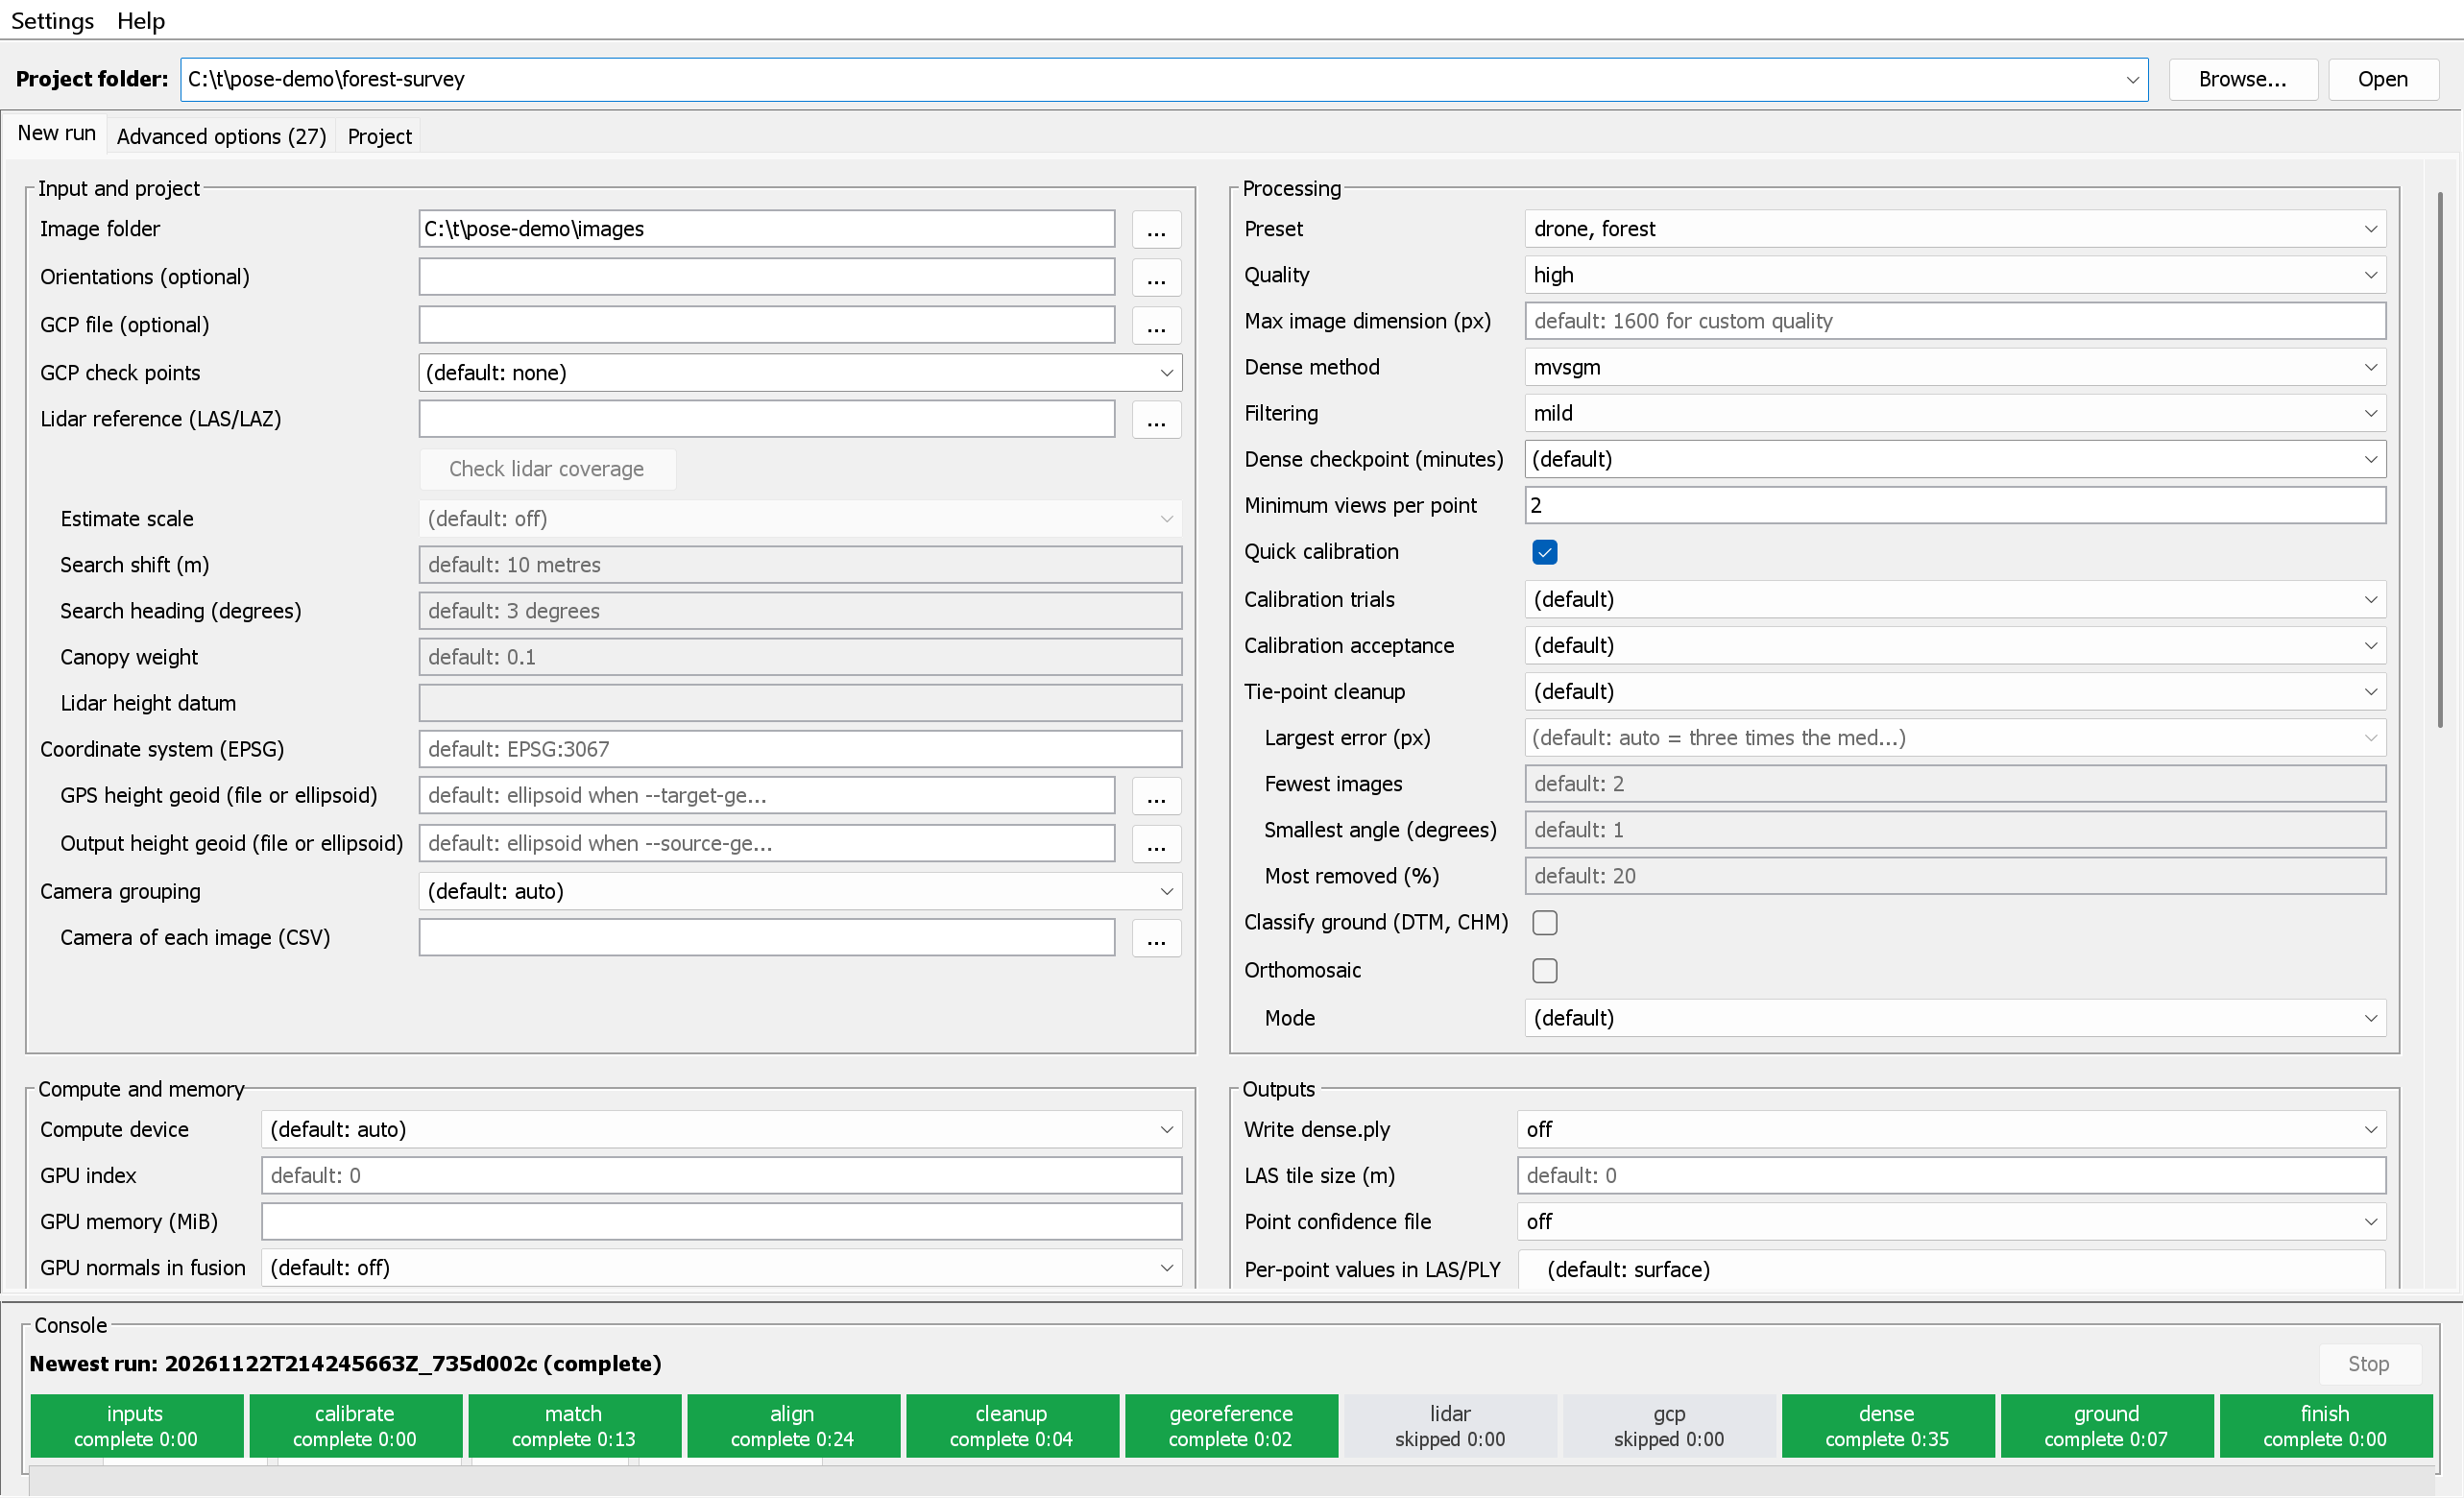 Settings Help
Project folder: C:\t\pose-demo\forest-survey Browse... Open
New run Advanced options (27) Project
Input and project
Image folder C:\t\pose-demo\images ...
Orientations (optional) ...
GCP file (optional) ...
GCP check points (default: none)
Lidar reference (LAS/LAZ) ...
Check lidar coverage
Estimate scale (default: off)
Search shift (m) default: 10 metres
Search heading (degrees) default: 3 degrees
Canopy weight default: 0.1
Lidar height datum
Coordinate system (EPSG) default: EPSG:3067
GPS height geoid (file or ellipsoid) default: ellipsoid when --target-ge... ...
Output height geoid (file or ellipsoid) default: ellipsoid when --source-ge... ...
Camera grouping (default: auto)
Camera of each image (CSV) ...
Processing
Preset drone, forest
Quality high
Max image dimension (px) default: 1600 for custom quality
Dense method mvsgm
Filtering mild
Dense checkpoint (minutes) (default)
Minimum views per point 2
Quick calibration
Calibration trials (default)
Calibration acceptance (default)
Tie-point cleanup (default)
Largest error (px) (default: auto = three times the med...)
Fewest images default: 2
Smallest angle (degrees) default: 1
Most removed (%) default: 20
Classify ground (DTM, CHM)
Orthomosaic
Mode (default)
Compute and memory
Compute device (default: auto)
GPU index default: 0
GPU memory (MiB)
GPU normals in fusion (default: off)
Outputs
Write dense.ply off
LAS tile size (m) default: 0
Point confidence file off
Per-point values in LAS/PLY (default: surface)
Console
Newest run: 20261122T214245663Z_735d002c (complete) Stop
inputs calibrate match align cleanup georeference lidar gcp dense ground finish
complete 0:00 complete 0:00 complete 0:13 complete 0:24 complete 0:04 complete 0:02 skipped 0:00 skipped 0:00 complete 0:35 complete 0:07 complete 0:00